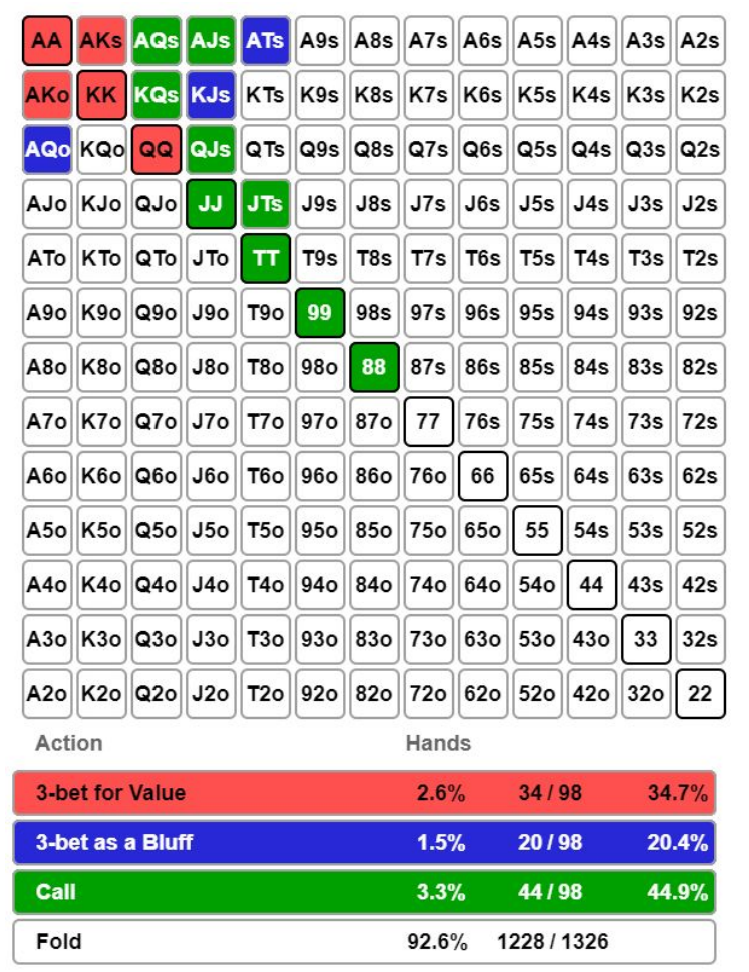 AA AKs AQs AJs ATs A9s A8s A7s A6s A5s A4s A3s A2s
AKo KK KQs KJs KTs K9s K8s K7s K6s K5s K4s K3s K2s
AQo KQo QQ QJs QTs Q9s Q8s Q7s Q6s Q5s Q4s Q3s Q2s
AJo KJo QJo JJ JTs J9s J8s J7s J6s J5s J4s J3s J2s
ATo KTo QTo JTo TT T9s T8s T7s T6s T5s T4s T3s T2s
A9o K9o Q9o J9o T9o 99 98s 97s 96s 95s 94s 93s 92s
A8o K8o Q8o J8o T8o 98o 88 87s 86s 85s 84s 83s 82s
A7o K7o Q7o J7o T7o 97o 87o 77 76s 75s 74s 73s 72s
A6o K6o Q6o J6o T6o 96o 86o 76o 66 65s 64s 63s 62s
A5o K5o Q5o J5o T5o 95o 85o 75o 65o 55 54s 53s 52s
A4o K4o Q4o J4o T4o 94o 84o 74o 64o 54o 44 43s 42s
A3o K3o Q3o J3o T3o 93o 83o 73o 63o 53o 43o 33 32s
A2o K2o Q2o J2o T2o 92o 82o 72o 62o 52o 42o 32o 22
Action Hands
3-bet for Value 2.6% 34 / 98 34.7%
3-bet as a Bluff 1.5% 20 / 98 20.4%
Call 3.3% 44 / 98 44.9%
Fold 92.6% 1228 / 1326